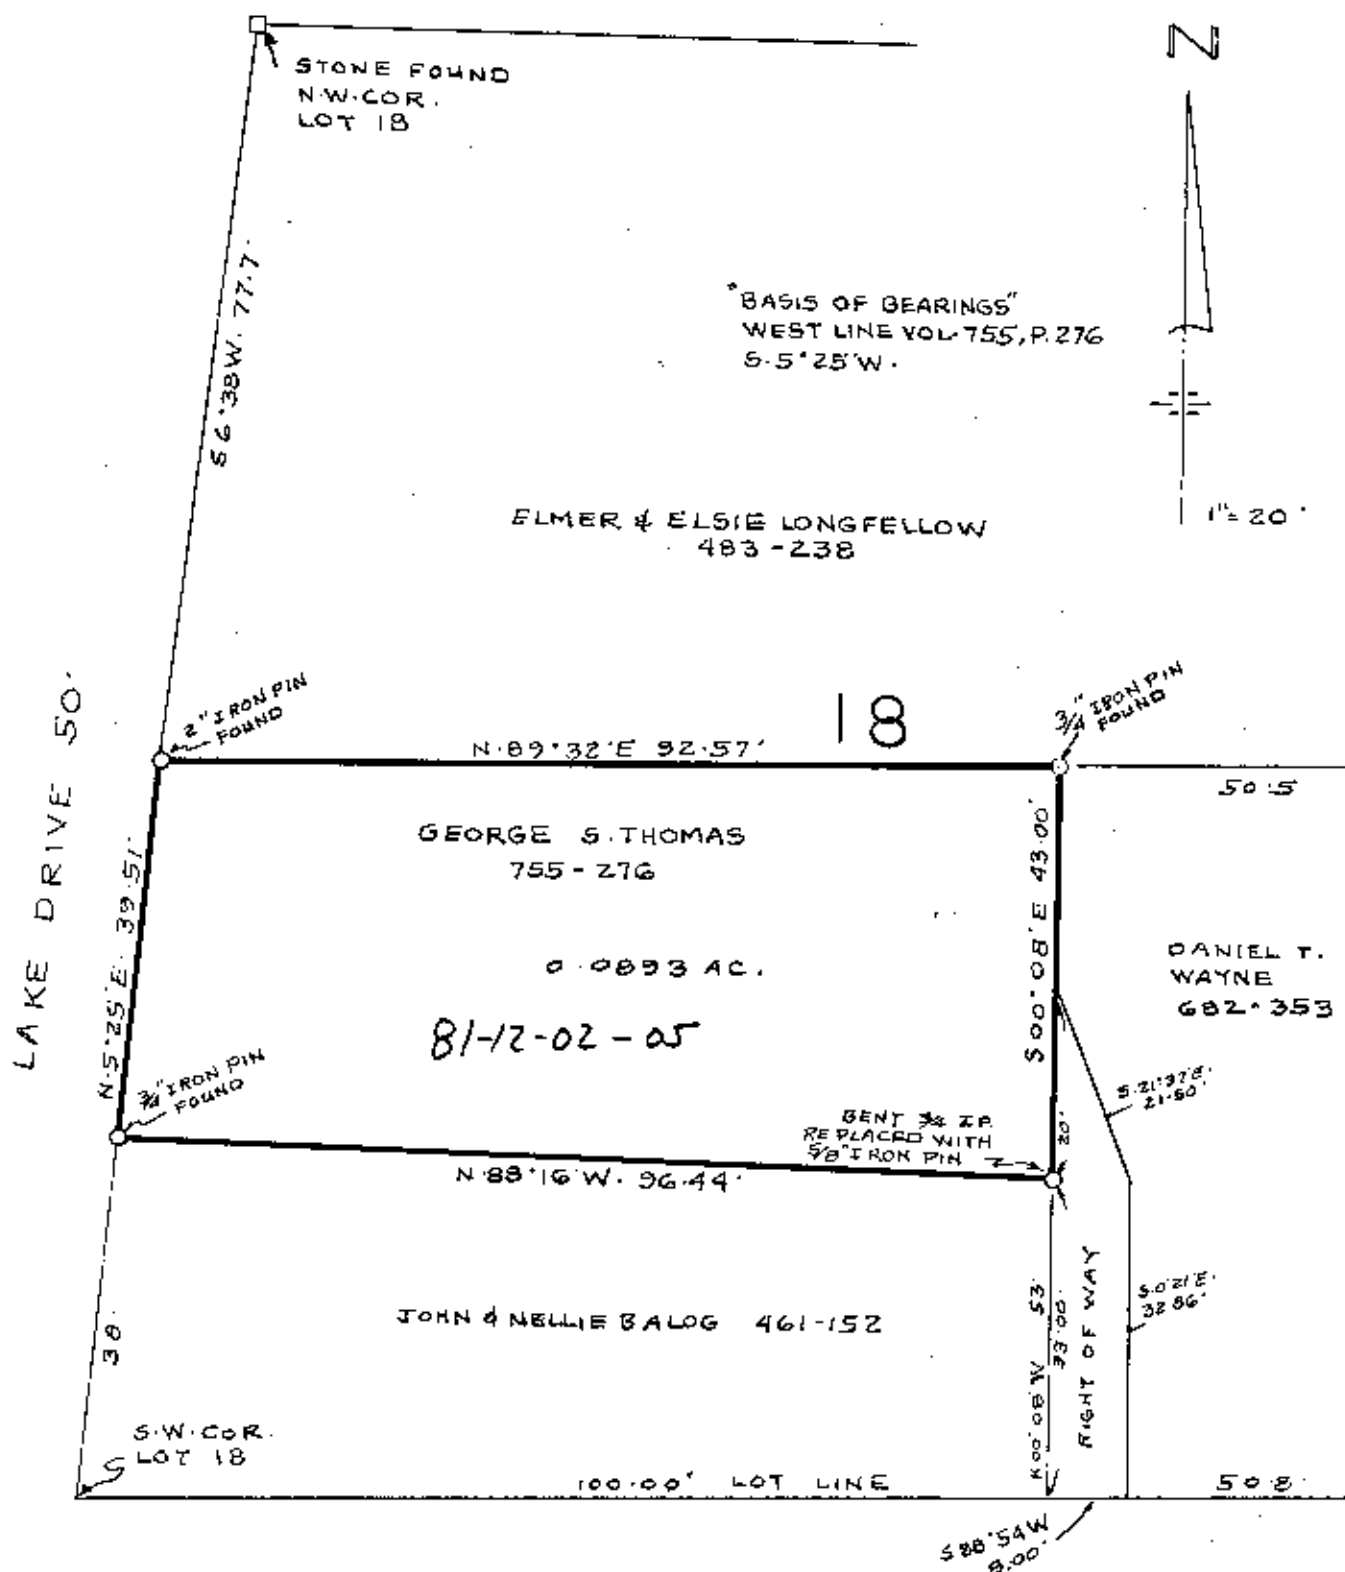 N
STONE FOUND
N.W. COR.
LOT 18
S 6°38'W. 77.7'
"BASIS OF BEARINGS"
WEST LINE VOL. 755, P. 276
S. 5°25'W.
1"= 20'
ELMER & ELSIE LONGFELLOW
483-238
LAKE DRIVE 50'
2" IRON PIN
FOUND
18
3/4" IRON PIN
FOUND
N. 89°32'E 92.57'
50.5
GEORGE S. THOMAS
755-276
N. 5°25'E. 39.51'
S 00°08'E 43.00'
0.0893 AC.
DANIEL T.
WAYNE
682-353
81-12-02-05
3/4" IRON PIN
FOUND
S. 21°37'E.
21.50'
BENT 3/4 I.P.
REPLACED WITH
5/8" IRON PIN
20'
N. 88°16'W. 96.44'
S. 0°21'E.
32.86'
JOHN & NELLIE BALOG 461-152
N 00°08'W 53'
33.00'
RIGHT OF WAY
38'
S.W. COR.
LOT 18
100.00' LOT LINE
50.8
S 88°54'W
8.00'